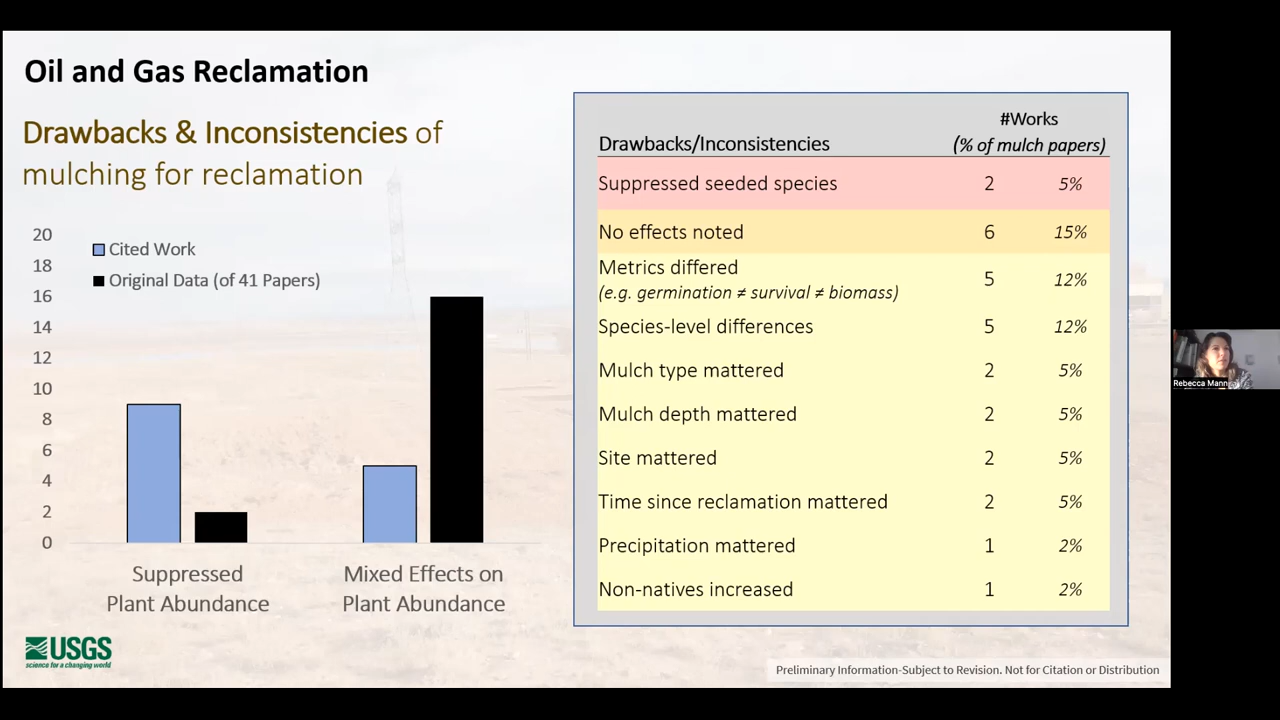 Oil and Gas Reclamation
Drawbacks & Inconsistencies of
mulching for reclamation
20
18
16
14
12
10
8
6
4
2
0
Cited Work
Original Data (of 41 Papers)
Suppressed
Plant Abundance
Mixed Effects on
Plant Abundance
#Works
Drawbacks/Inconsistencies (% of mulch papers)
Suppressed seeded species 2 5%
No effects noted 6 15%
Metrics differed
(e.g. germination ≠ survival ≠ biomass) 5 12%
Species-level differences 5 12%
Mulch type mattered 2 5%
Mulch depth mattered 2 5%
Site mattered 2 5%
Time since reclamation mattered 2 5%
Precipitation mattered 1 2%
Non-natives increased 1 2%
USGS
science for a changing world
Preliminary Information-Subject to Revision. Not for Citation or Distribution
Rebecca Mann